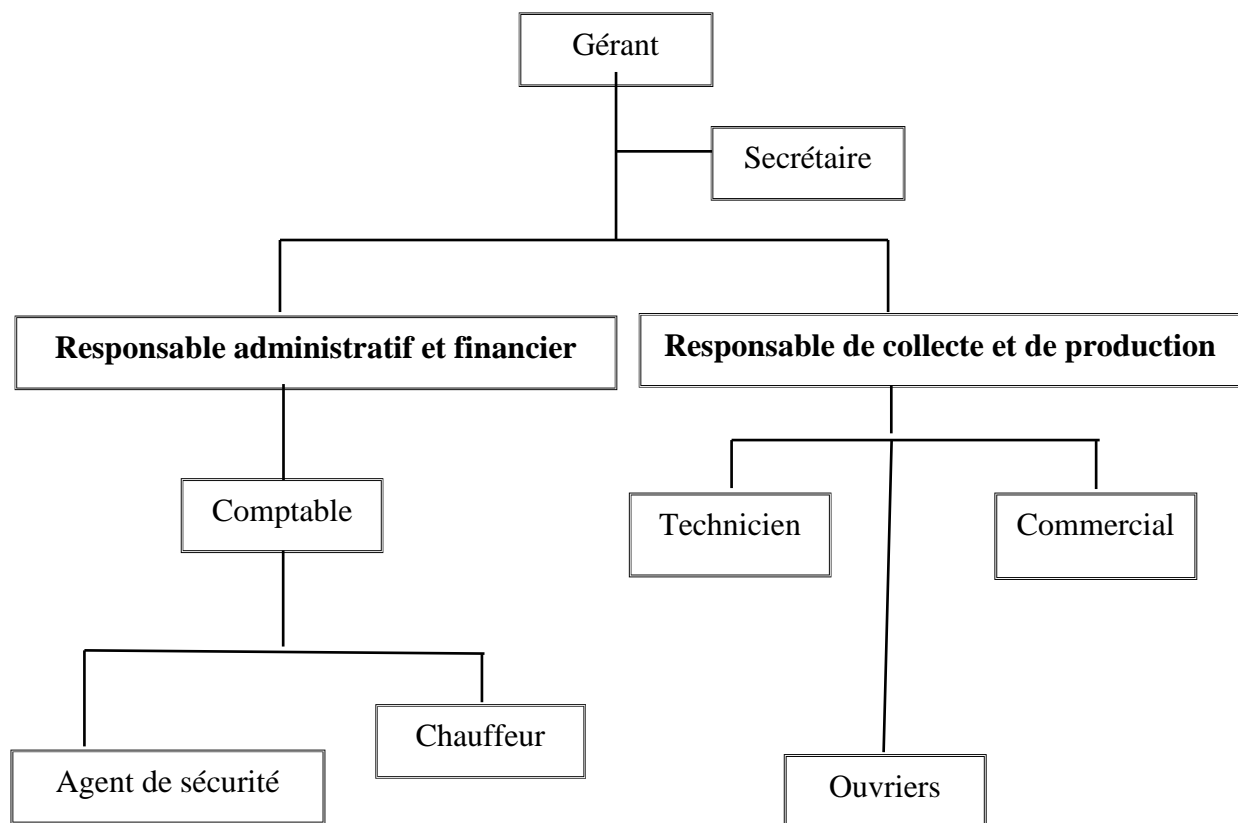 Gérant
Secrétaire
Responsable administratif et financier
Responsable de collecte et de production
Comptable
Technicien
Commercial
Chauffeur
Agent de sécurité
Ouvriers